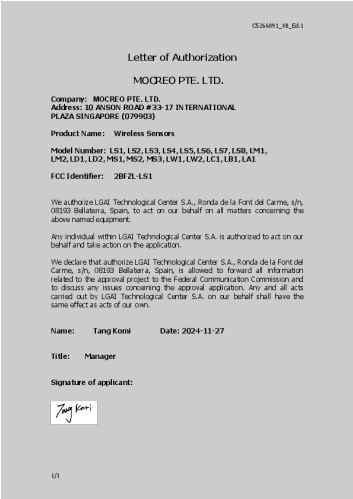 CS266091_X0_Ed.1
Letter of Authorization
MOCREO PTE. LTD.
Company: MOCREO PTE. LTD.
Address: 10 ANSON ROAD #33-17 INTERNATIONAL
PLAZA SINGAPORE (079903)
Product Name: Wireless Sensors
Model Number: LS1, LS2, LS3, LS4, LS5, LS6, LS7, LS8, LM1,
LM2, LD1, LD2, MS1, MS2, MS3, LW1, LW2, LC1, LB1, LA1
FCC Identifier: 2BFZL-LS1
We authorize LGAI Technological Center S.A., Ronda de la Font del Carme, s/n,
08193 Bellaterra, Spain, to act on our behalf on all matters concerning the
above named equipment.
Any individual within LGAI Technological Center S.A. is authorized to act on our
behalf and take action on the application.
We declare that authorize LGAI Technological Center S.A., Ronda de la Font del
Carme, s/n, 08193 Bellaterra, Spain, is allowed to forward all information
related to the approval project to the Federal Communication Commission and
to discuss any issues concerning the approval application. Any and all acts
carried out by LGAI Technological Center S.A. on our behalf shall have the
same effect as acts of our own.
Name: Tang Komi Date: 2024-11-27
Title: Manager
Signature of applicant:
Tang Komi
1/1